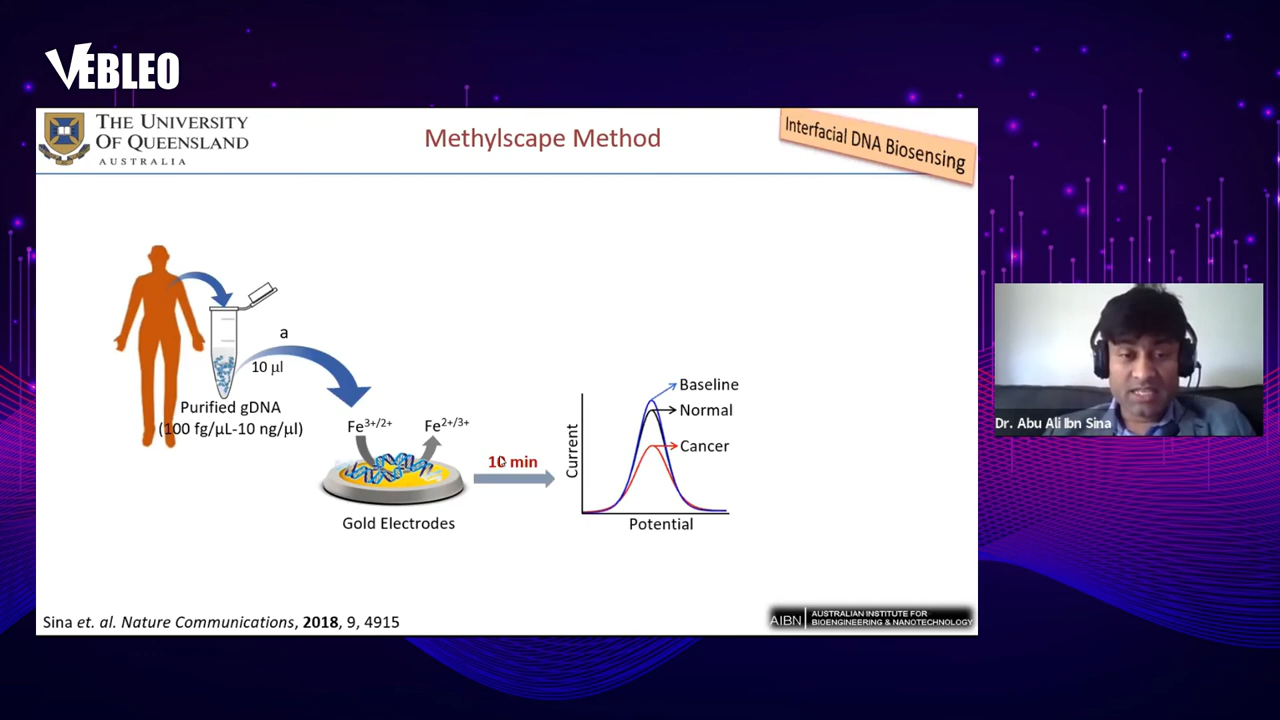 VEBLEO
THE UNIVERSITY
OF QUEENSLAND
AUSTRALIA
Methylscape Method
Interfacial DNA Biosensing
a
10 µl
Purified gDNA
(100 fg/µL-10 ng/µl)
Fe3+/2+
Fe2+/3+
10 min
Gold Electrodes
Current
Baseline
Normal
Cancer
Potential
Dr. Abu Ali Ibn Sina
Sina et. al. Nature Communications, 2018, 9, 4915
AIBN
AUSTRALIAN INSTITUTE FOR
BIOENGINEERING & NANOTECHNOLOGY